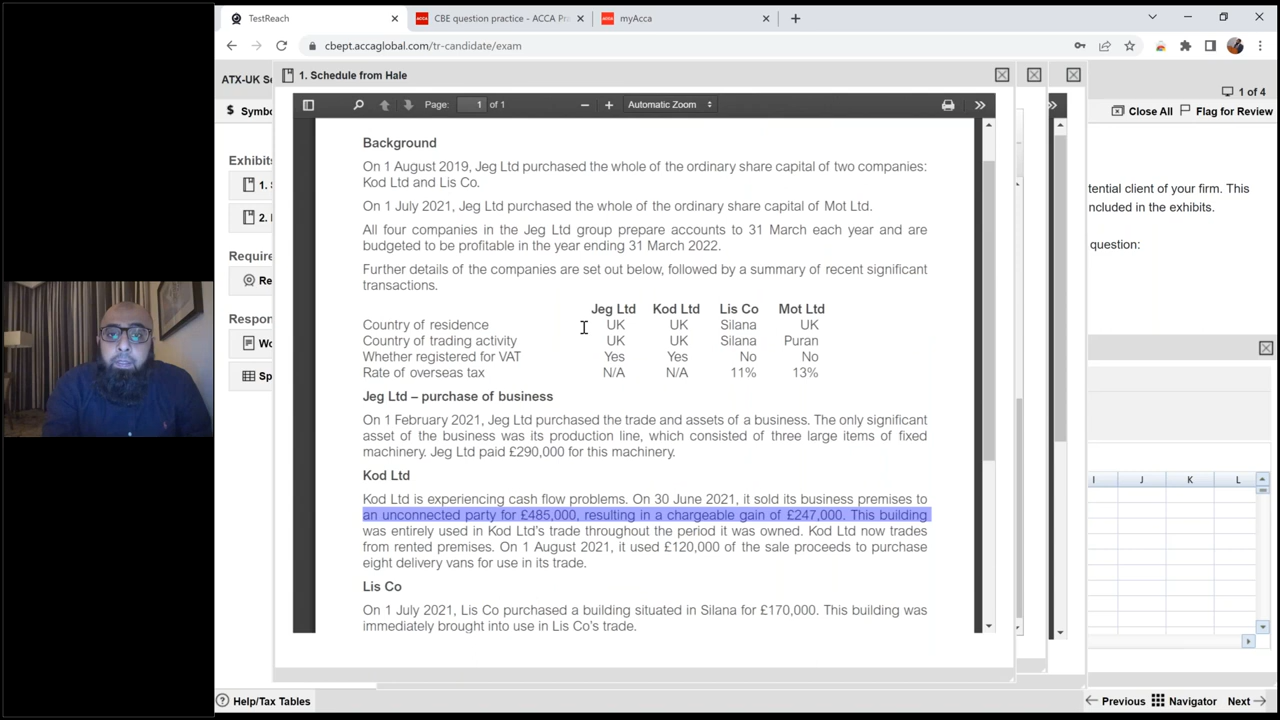 TestReach
CBE question practice - ACCA Pra
myAcca
cbept.accaglobal.com/tr-candidate/exam
ATX-UK Se
1. Schedule from Hale
1 of 4
$ Symbo
Page: 1 of 1
Automatic Zoom
Close All
Flag for Review
Background
On 1 August 2019, Jeg Ltd purchased the whole of the ordinary share capital of two companies:
Kod Ltd and Lis Co.
On 1 July 2021, Jeg Ltd purchased the whole of the ordinary share capital of Mot Ltd.
All four companies in the Jeg Ltd group prepare accounts to 31 March each year and are
budgeted to be profitable in the year ending 31 March 2022.
Further details of the companies are set out below, followed by a summary of recent significant
transactions.
Jeg Ltd Kod Ltd Lis Co Mot Ltd
Country of residence UK UK Silana UK
Country of trading activity UK UK Silana Puran
Whether registered for VAT Yes Yes No No
Rate of overseas tax N/A N/A 11% 13%
Jeg Ltd – purchase of business
On 1 February 2021, Jeg Ltd purchased the trade and assets of a business. The only significant
asset of the business was its production line, which consisted of three large items of fixed
machinery. Jeg Ltd paid £290,000 for this machinery.
Kod Ltd
Kod Ltd is experiencing cash flow problems. On 30 June 2021, it sold its business premises to
an unconnected party for £485,000, resulting in a chargeable gain of £247,000. This building
was entirely used in Kod Ltd's trade throughout the period it was owned. Kod Ltd now trades
from rented premises. On 1 August 2021, it used £120,000 of the sale proceeds to purchase
eight delivery vans for use in its trade.
Lis Co
On 1 July 2021, Lis Co purchased a building situated in Silana for £170,000. This building was
immediately brought into use in Lis Co's trade.
Exhibits
1. S
2.
Require
Re
Respon
Wo
Sp
tential client of your firm. This
ncluded in the exhibits.
question:
I J K L
Help/Tax Tables
Previous
Navigator
Next